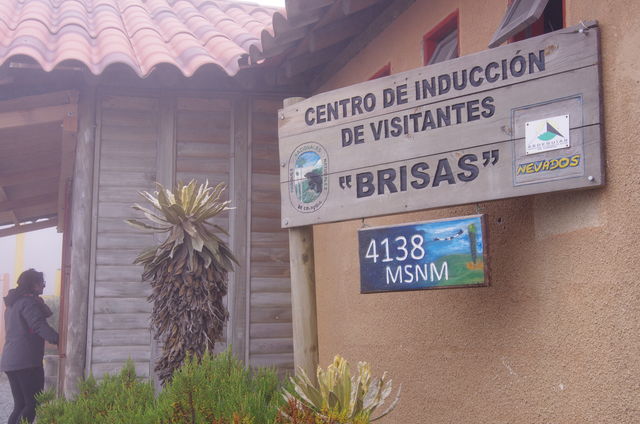 CENTRO DE INDUCCIÓN
DE VISITANTES
"BRISAS"
NEVADOS
4138
MSNM